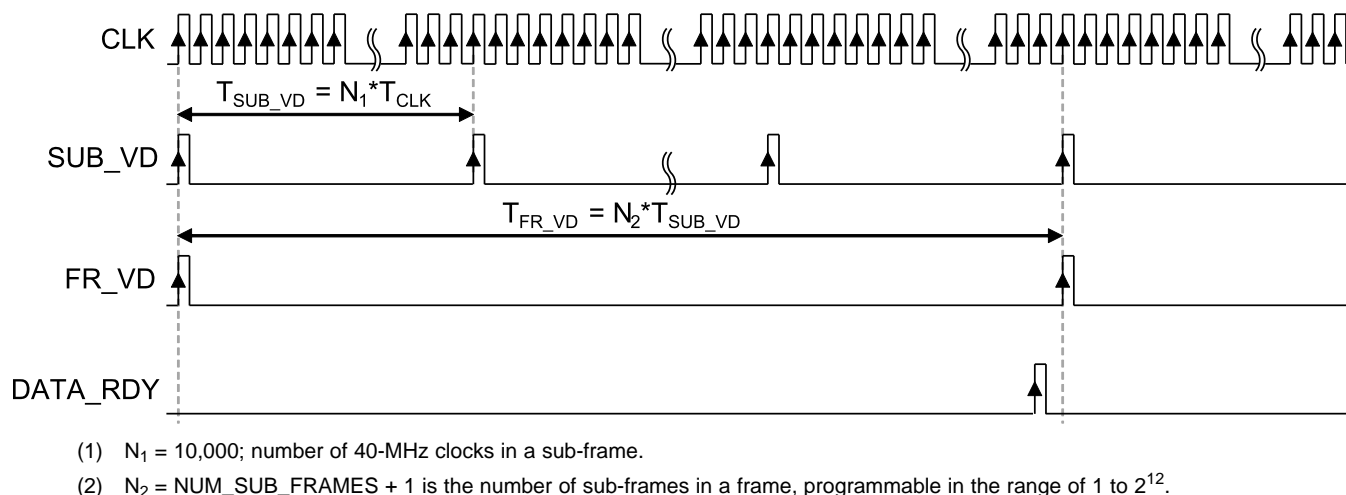 CLK
T_SUB_VD = N_1*T_CLK
SUB_VD
T_FR_VD = N_2*T_SUB_VD
FR_VD
DATA_RDY
(1) N_1 = 10,000; number of 40-MHz clocks in a sub-frame.
(2) N_2 = NUM_SUB_FRAMES + 1 is the number of sub-frames in a frame, programmable in the range of 1 to 2^12.